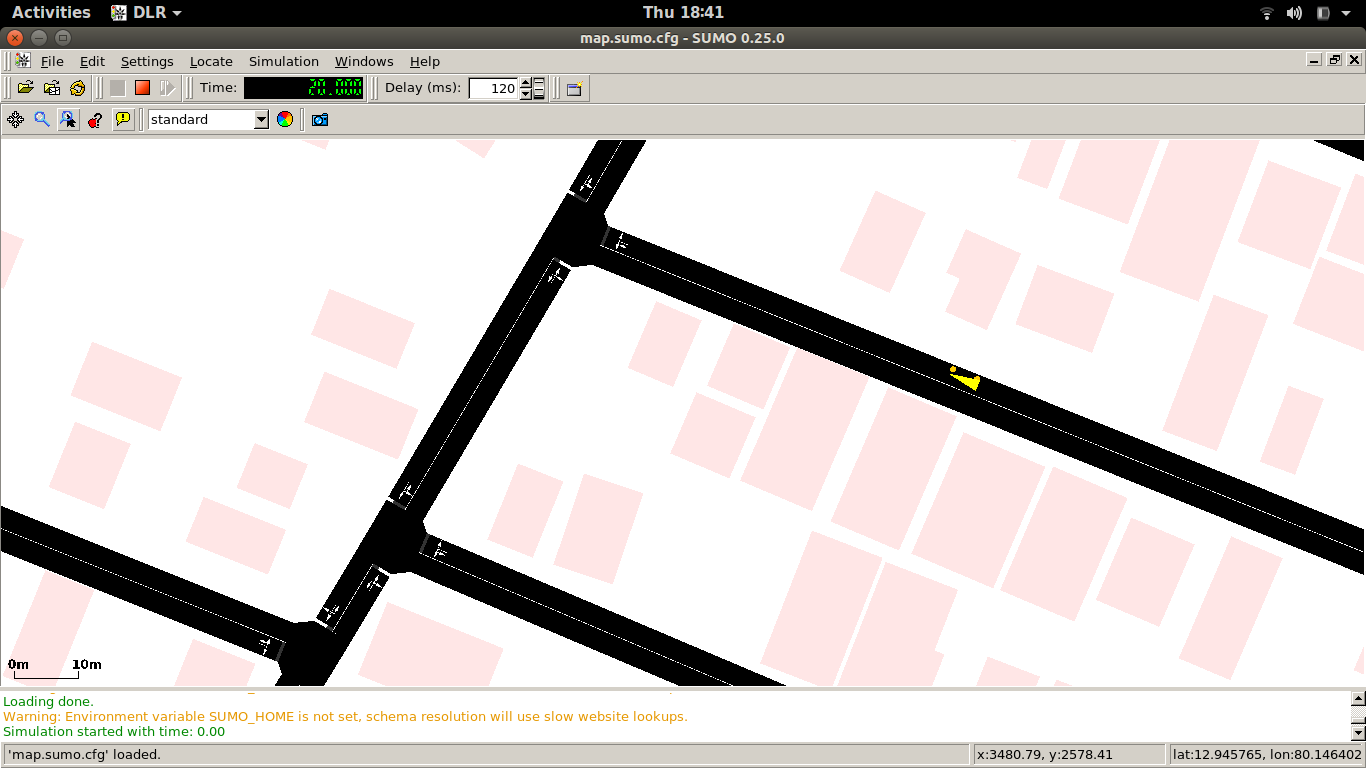 Activities DLR Thu 18:41
map.sumo.cfg - SUMO 0.25.0
File Edit Settings Locate Simulation Windows Help
Time: 20.000 Delay (ms): 120
standard
0m 10m
Loading done.
Warning: Environment variable SUMO_HOME is not set, schema resolution will use slow website lookups.
Simulation started with time: 0.00
'map.sumo.cfg' loaded. x:3480.79, y:2578.41 lat:12.945765, lon:80.146402